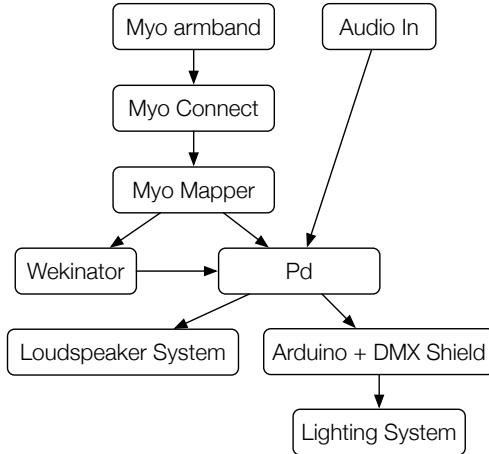 Myo armband
Audio In
Myo Connect
Myo Mapper
Wekinator
Pd
Loudspeaker System
Arduino + DMX Shield
Lighting System